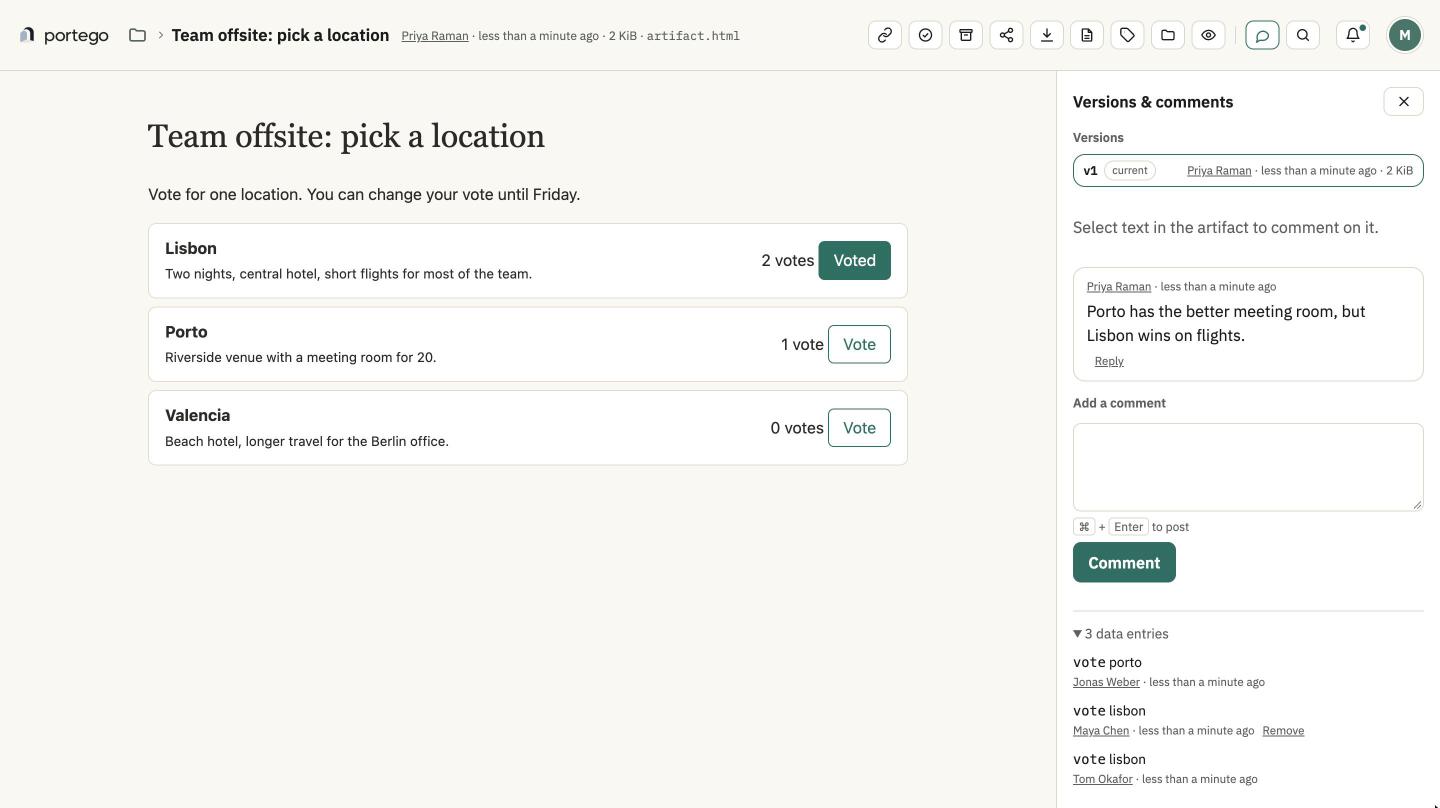 portego
Team offsite: pick a location
Priya Raman · less than a minute ago · 2 KiB · artifact.html
M
Team offsite: pick a location
Vote for one location. You can change your vote until Friday.
Lisbon
Two nights, central hotel, short flights for most of the team.
2 votes Voted
Porto
Riverside venue with a meeting room for 20.
1 vote Vote
Valencia
Beach hotel, longer travel for the Berlin office.
0 votes Vote
Versions & comments
Versions
v1 current Priya Raman · less than a minute ago · 2 KiB
Select text in the artifact to comment on it.
Priya Raman · less than a minute ago
Porto has the better meeting room, but
Lisbon wins on flights.
Reply
Add a comment
⌘ + Enter to post
Comment
▼ 3 data entries
vote porto
Jonas Weber · less than a minute ago
vote lisbon
Maya Chen · less than a minute ago Remove
vote lisbon
Tom Okafor · less than a minute ago